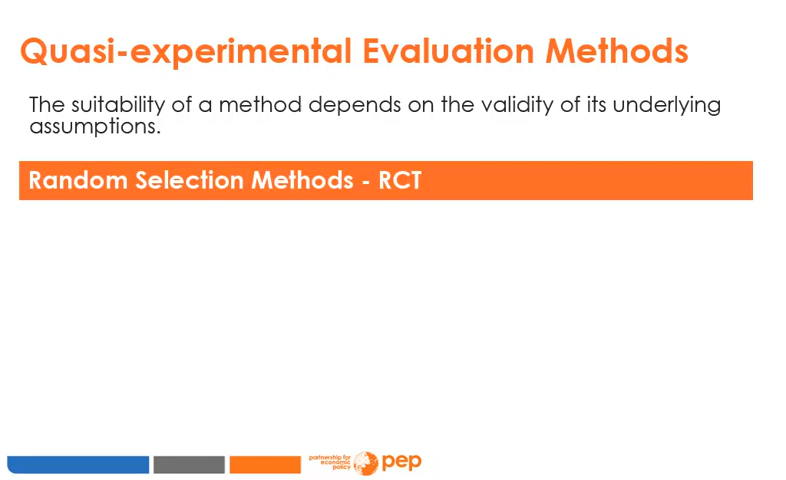 Quasi-experimental Evaluation Methods
The suitability of a method depends on the validity of its underlying
assumptions.
Random Selection Methods - RCT
partnership for
economic
policy
pep